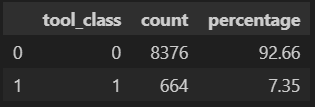 tool_class count percentage
0 0 8376 92.66
1 1 664 7.35